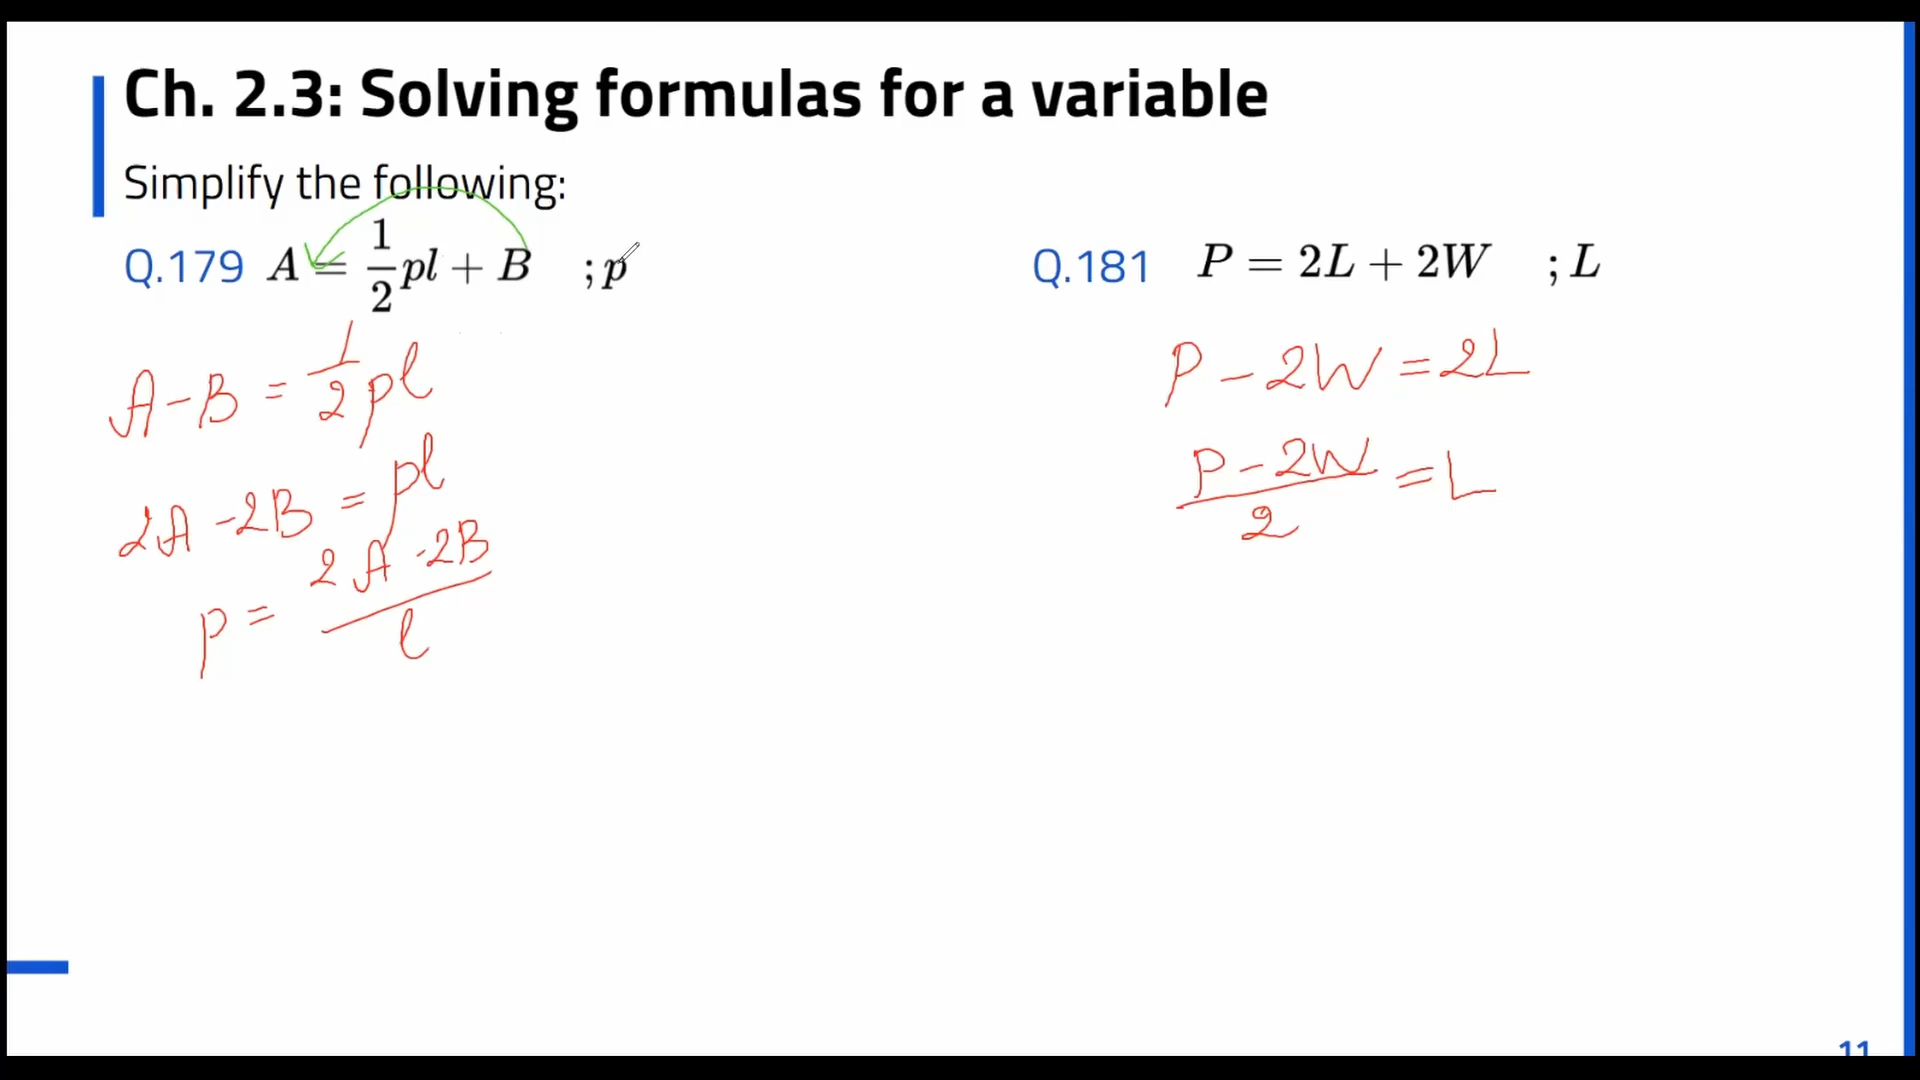 Ch. 2.3: Solving formulas for a variable
Simplify the following:
Q.179 A = 1/2 pl + B ; p
A - B = 1/2 pl
2A - 2B = pl
p = (2A - 2B)/l
Q.181 P = 2L + 2W ; L
P - 2W = 2L
(P - 2W)/2 = L
11